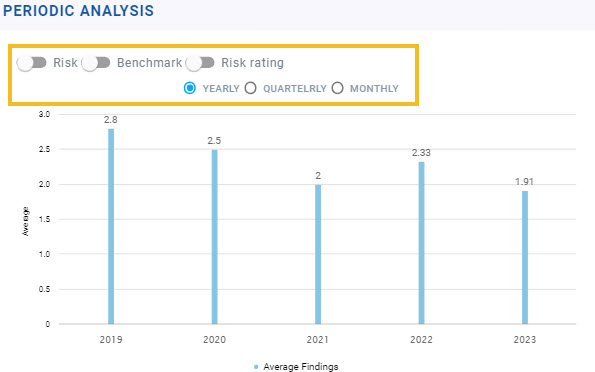 PERIODIC ANALYSIS
Risk Benchmark Risk rating
YEARLY QUARTELRLY MONTHLY
3.0
2.8
2.5
2.5
2.33
2.0
2
1.91
1.5
1.0
0.5
0
Average
2019 2020 2021 2022 2023
Average Findings